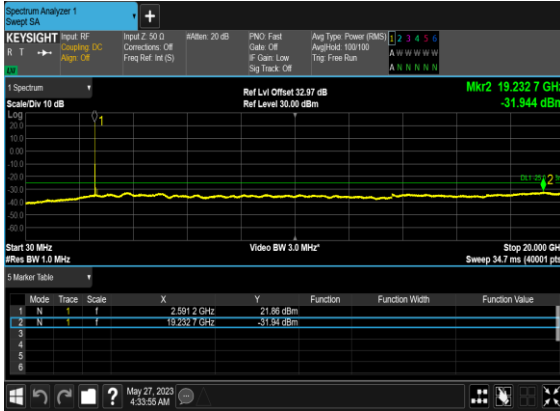 Spectrum Analyzer 1
Swept SA
+
KEYSIGHT
R T
Input: RF
Coupling: DC
Align: Off
Input Z: 50 Ω
Corrections: Off
Freq Ref: Int (S)
#Atten: 20 dB
PNO: Fast
Gate: Off
IF Gain: Low
Sig Track: Off
Avg Type: Power (RMS)
Avg|Hold: 100/100
Trig: Free Run
1 2 3 4 5 6
A W W W W W
A N N N N N
1 Spectrum
Scale/Div 10 dB
Ref Lvl Offset 32.97 dB
Ref Level 30.00 dBm
Mkr2 19.232 7 GHz
-31.944 dBm
Log
20.0
10.0
0.00
-10.0
-20.0
-30.0
-40.0
-50.0
-60.0
1
2
Start 30 MHz
#Res BW 1.0 MHz
Video BW 3.0 MHz*
Stop 20.000 GH
Sweep 34.7 ms (40001 pts
5 Marker Table
Mode Trace Scale X Y Function Function Width Function Value
1 N 1 f 2.591 2 GHz 21.86 dBm
2 N 1 f 19.232 7 GHz -31.94 dBm
3
4
5
6
?
May 27, 2023
4:33:55 AM